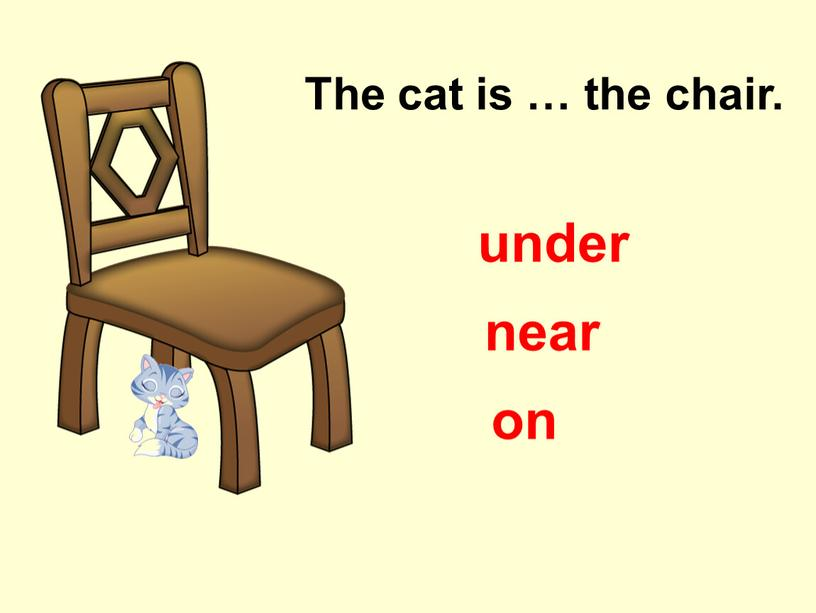 The cat is … the chair.
under
near
on